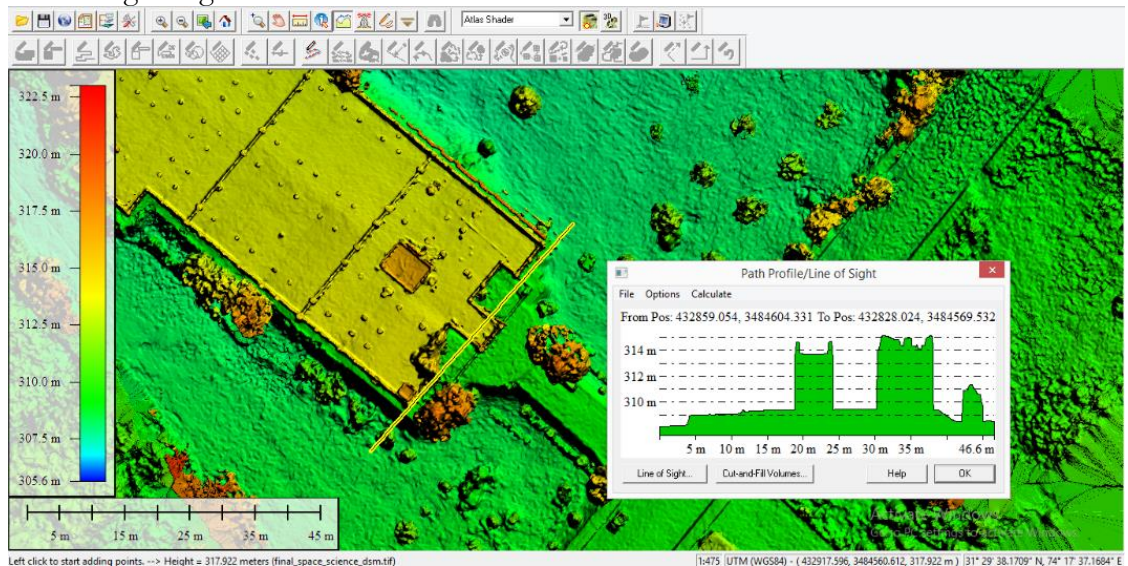 Atlas Shader
322.5 m
320.0 m
317.5 m
315.0 m
312.5 m
310.0 m
307.5 m
305.6 m
5 m 15 m 25 m 35 m 45 m
Path Profile/Line of Sight
File Options Calculate
From Pos: 432859.054, 3484604.331 To Pos: 432828.024, 3484569.532
314 m
312 m
310 m
5 m 10 m 15 m 20 m 25 m 30 m 35 m 46.6 m
Line of Sight... Cut-and-Fill Volumes... Help OK
Left click to start adding points. --> Height = 317.922 meters (final_space_science_dsm.tif)
1:475 UTM (WGS84) - ( 432917.596, 3484560.612, 317.922 m ) 31° 29' 38.1709" N, 74° 17' 37.1684" E